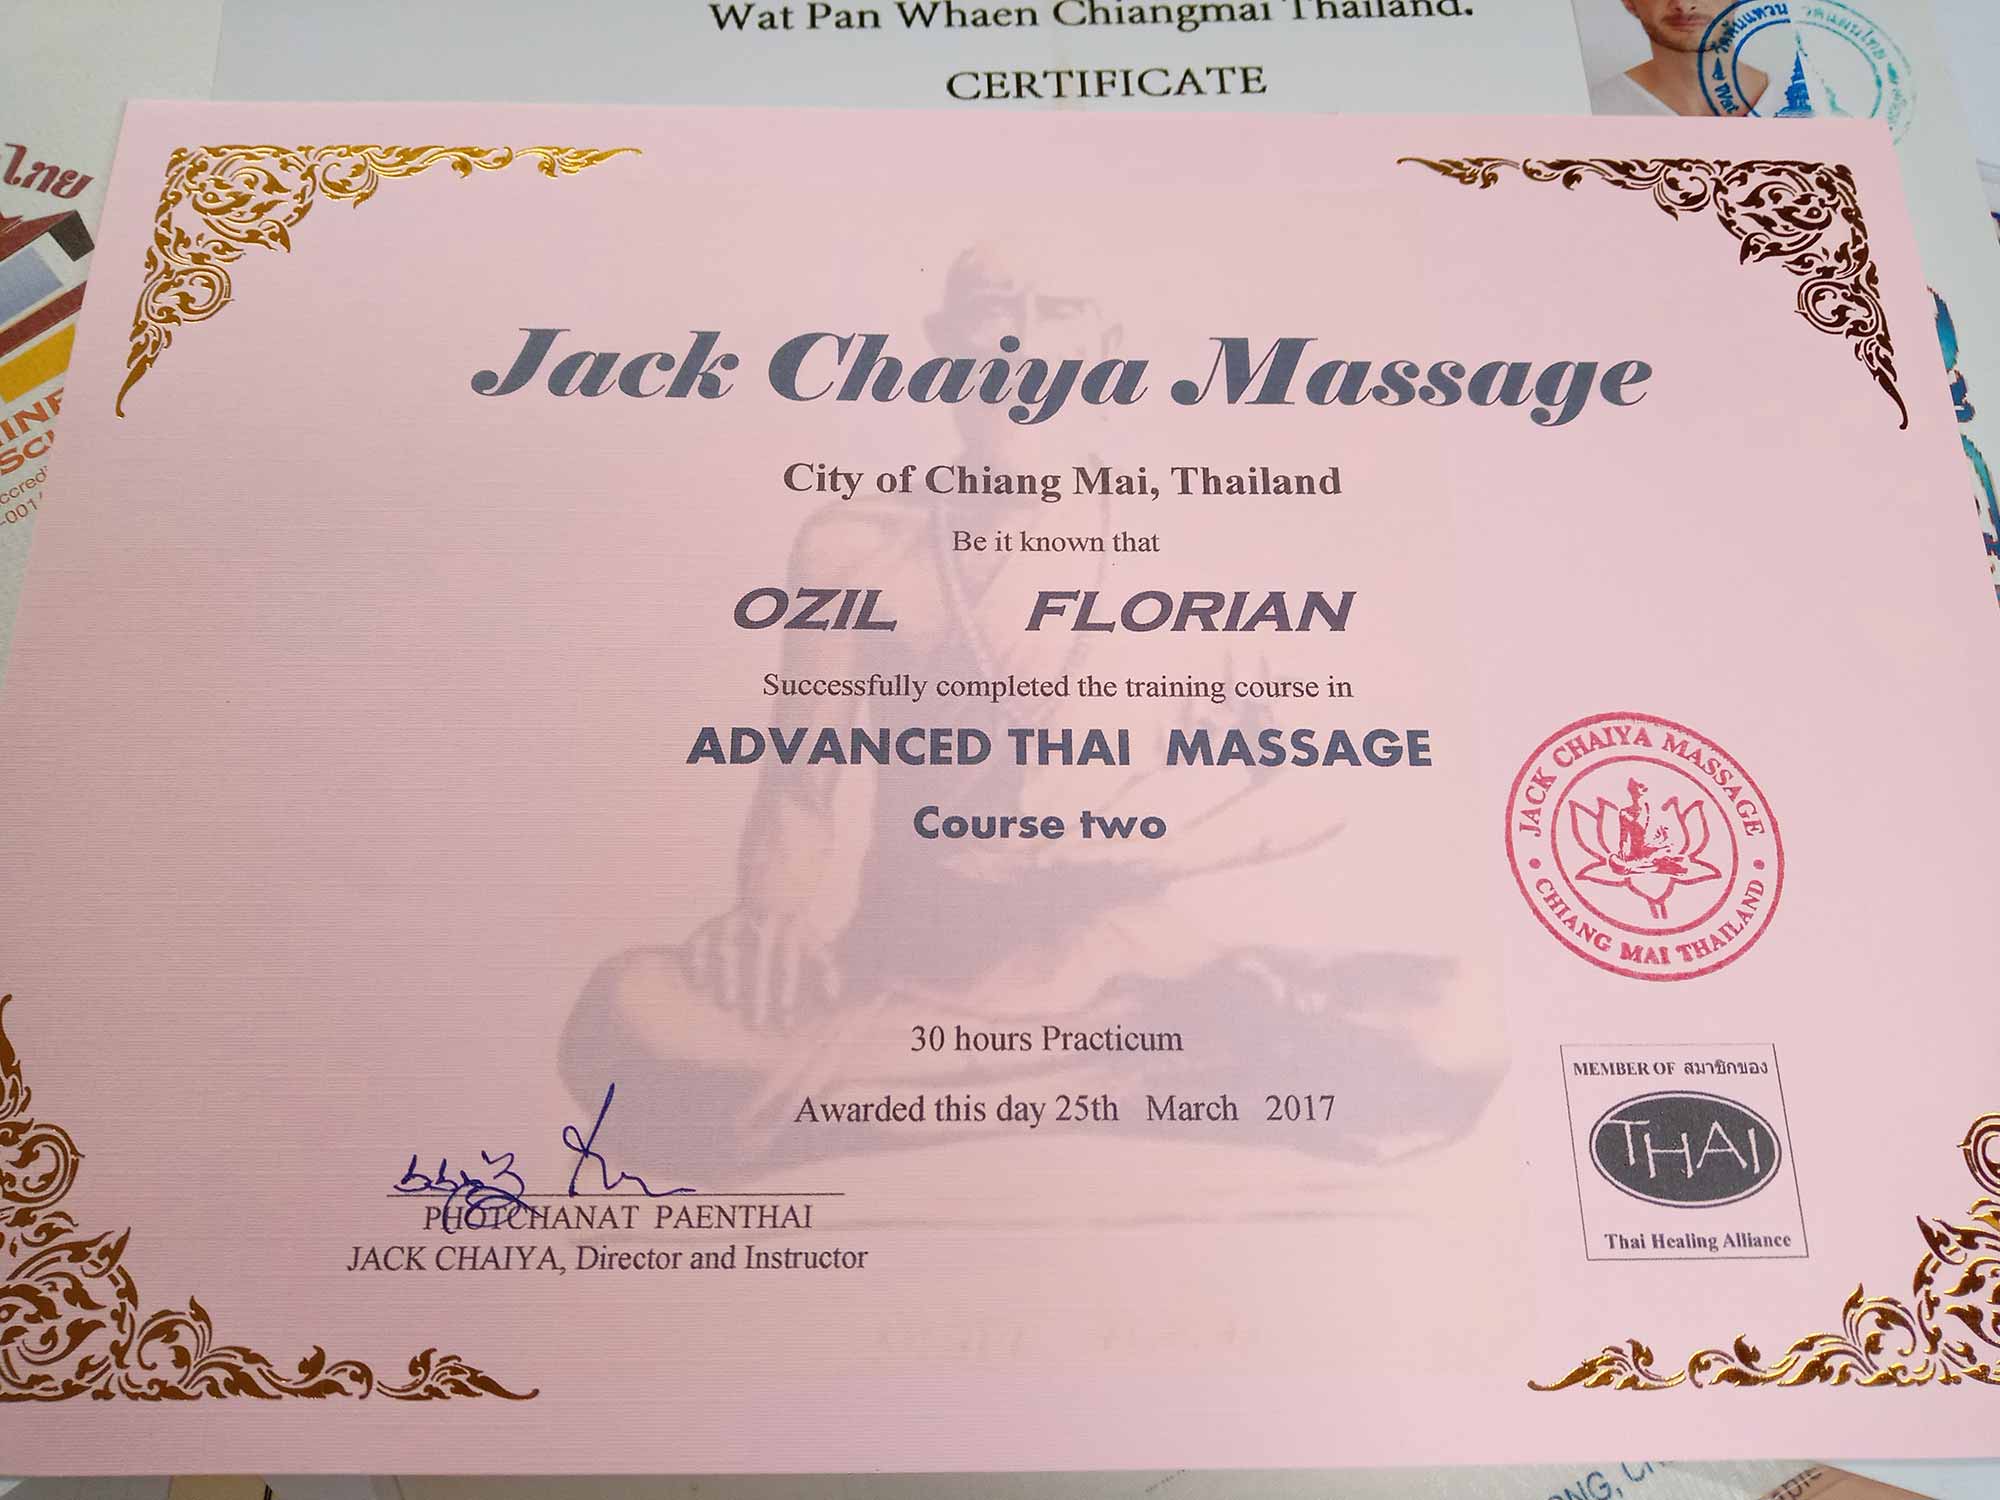 Wat Pan Whaen Chiangmai Thailand.
CERTIFICATE
ไทย
Jack Chaiya Massage
City of Chiang Mai, Thailand
Be it known that
OZIL FLORIAN
Successfully completed the training course in
ADVANCED THAI MASSAGE
Course two
JACK CHAIYA MASSAGE
CHIANG MAI THAILAND
30 hours Practicum
Awarded this day 25th March 2017
PHOTCHANAT PAENTHAI
JACK CHAIYA, Director and Instructor
MEMBER OF สมาชิกของ
THAI
Thai Healing Alliance